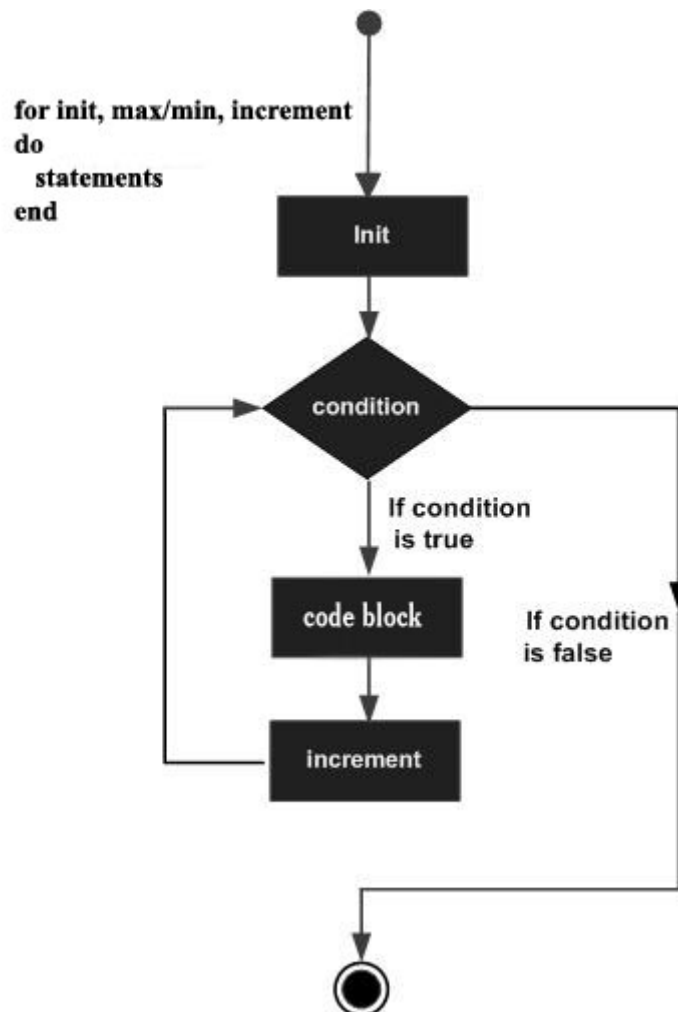 for init, max/min, increment
do
statements
end
Init
condition
If condition
is true
code block
If condition
is false
increment